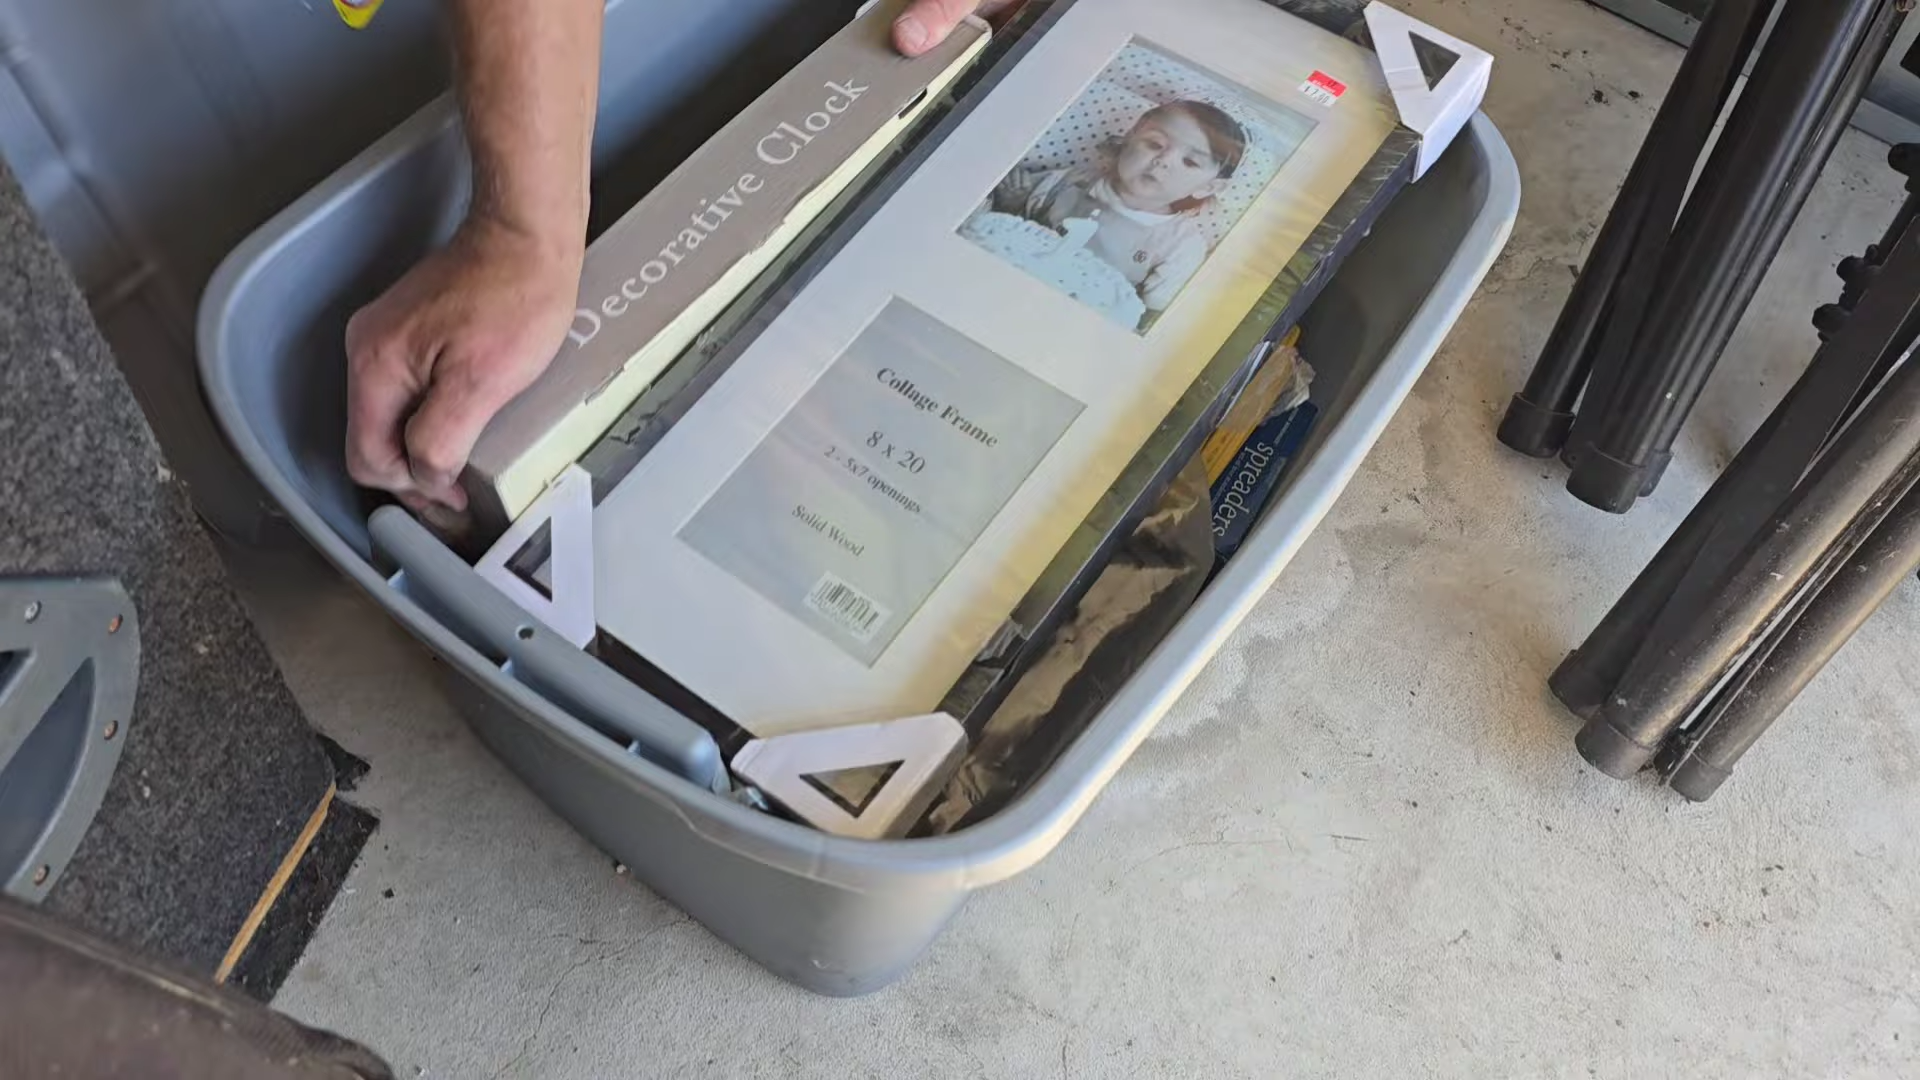 Decorative Clock
Collage Frame
8 x 20
2 - 5x7 openings
Solid Wood
spreaders